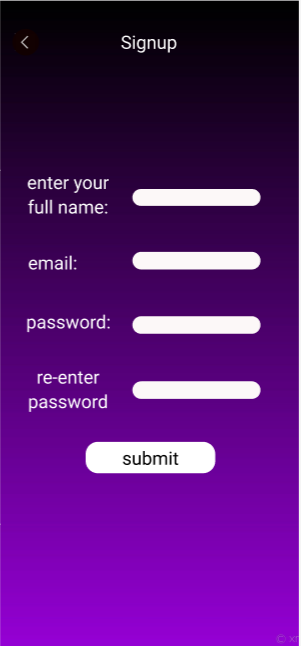 Signup
enter your
full name:
email:
password:
re-enter
password
submit